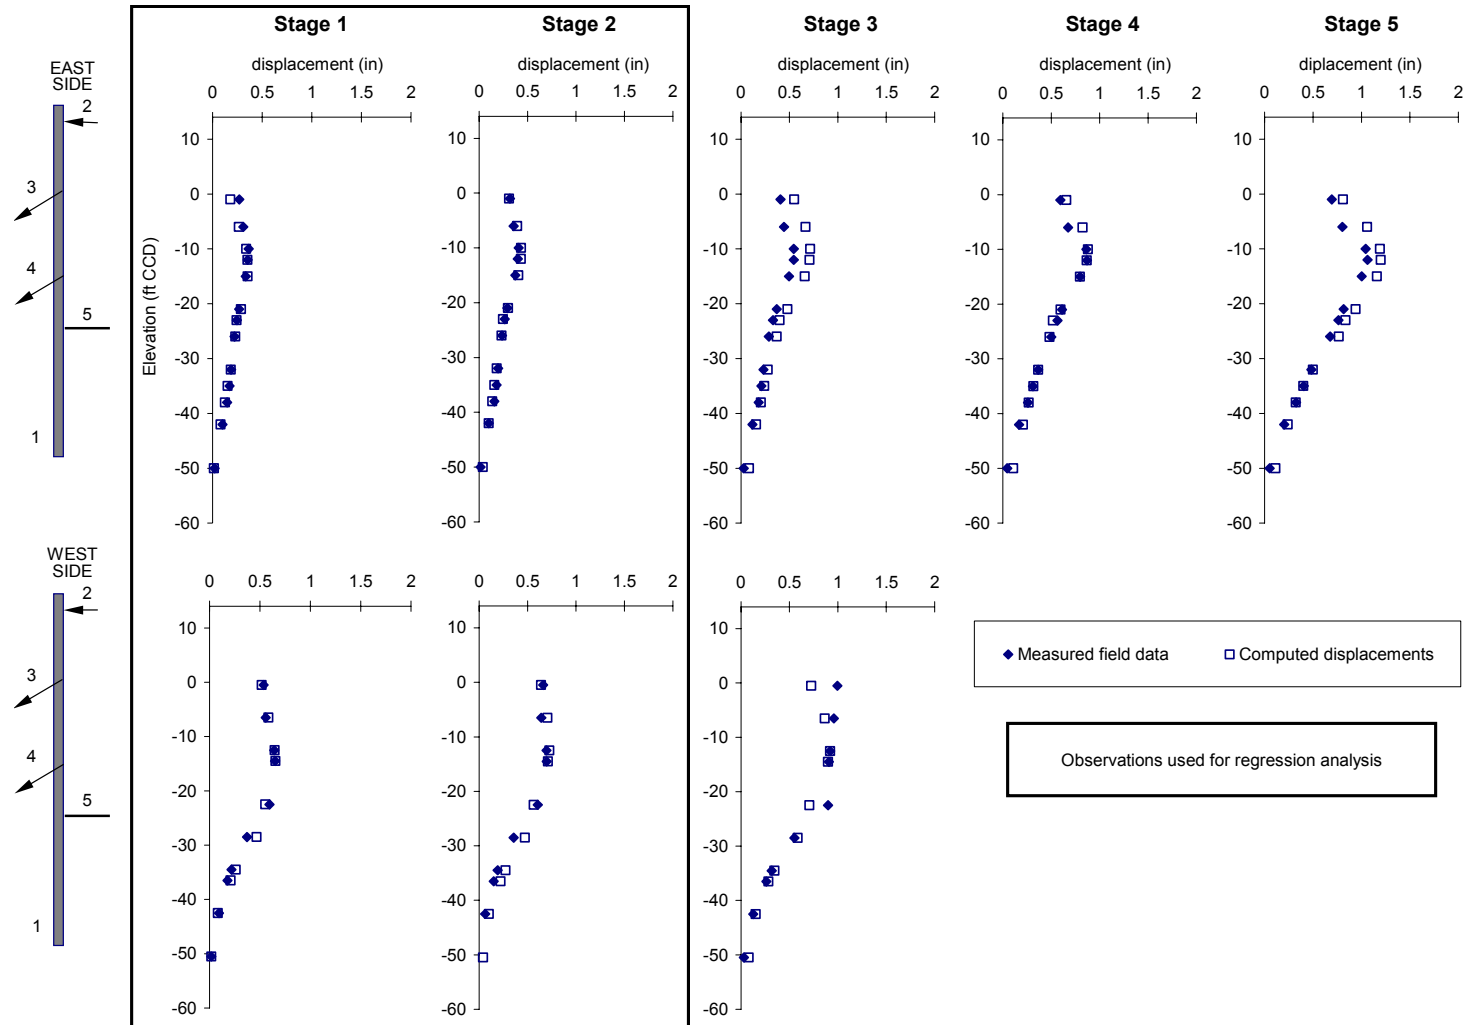 Stage 1
Stage 2
Stage 3
Stage 4
Stage 5
displacement (in)
displacement (in)
displacement (in)
displacement (in)
diplacement (in)
0 0.5 1 1.5 2
0 0.5 1 1.5 2
0 0.5 1 1.5 2
0 0.5 1 1.5 2
0 0.5 1 1.5 2
EAST
SIDE
2
3
4
5
1
Elevation (ft CCD)
10
0
-10
-20
-30
-40
-50
-60
10
0
-10
-20
-30
-40
-50
-60
10
0
-10
-20
-30
-40
-50
-60
10
0
-10
-20
-30
-40
-50
-60
10
0
-10
-20
-30
-40
-50
-60
WEST
SIDE
2
3
4
5
1
0 0.5 1 1.5 2
0 0.5 1 1.5 2
0 0.5 1 1.5 2
10
0
-10
-20
-30
-40
-50
-60
10
0
-10
-20
-30
-40
-50
-60
10
0
-10
-20
-30
-40
-50
-60
Measured field data
Computed displacements
Observations used for regression analysis